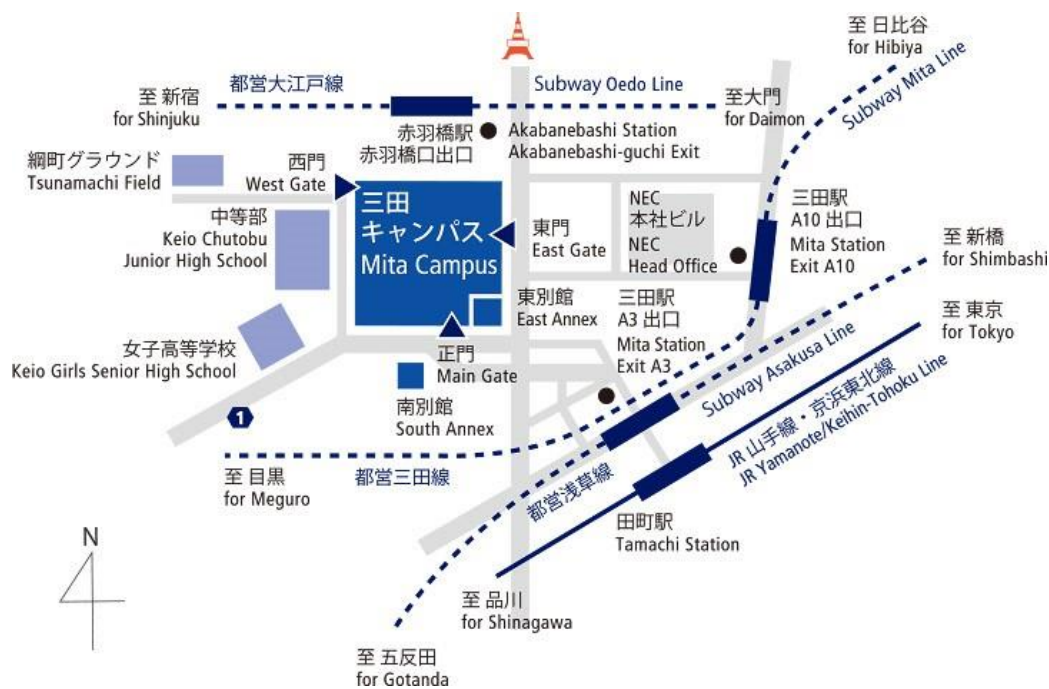 至 日比谷
for Hibiya
Subway Mita Line
都営大江戸線
Subway Oedo Line
至 新宿
for Shinjuku
至大門
for Daimon
赤羽橋駅
赤羽橋口出口
Akabanebashi Station
Akabanebashi-guchi Exit
綱町グラウンド
Tsunamachi Field
西門
West Gate
三田
キャンパス
Mita Campus
東門
East Gate
NEC
本社ビル
NEC
Head Office
三田駅
A10 出口
Mita Station
Exit A10
至 新橋
for Shimbashi
中等部
Keio Chutobu
Junior High School
東別館
East Annex
三田駅
A3 出口
Mita Station
Exit A3
至 東京
for Tokyo
女子高等学校
Keio Girls Senior High School
正門
Main Gate
Subway Asakusa Line
南別館
South Annex
1
JR 山手線・京浜東北線
JR Yamanote/Keihin-Tohoku Line
至 目黒
for Meguro
都営三田線
都営浅草線
田町駅
Tamachi Station
N
至 品川
for Shinagawa
至 五反田
for Gotanda